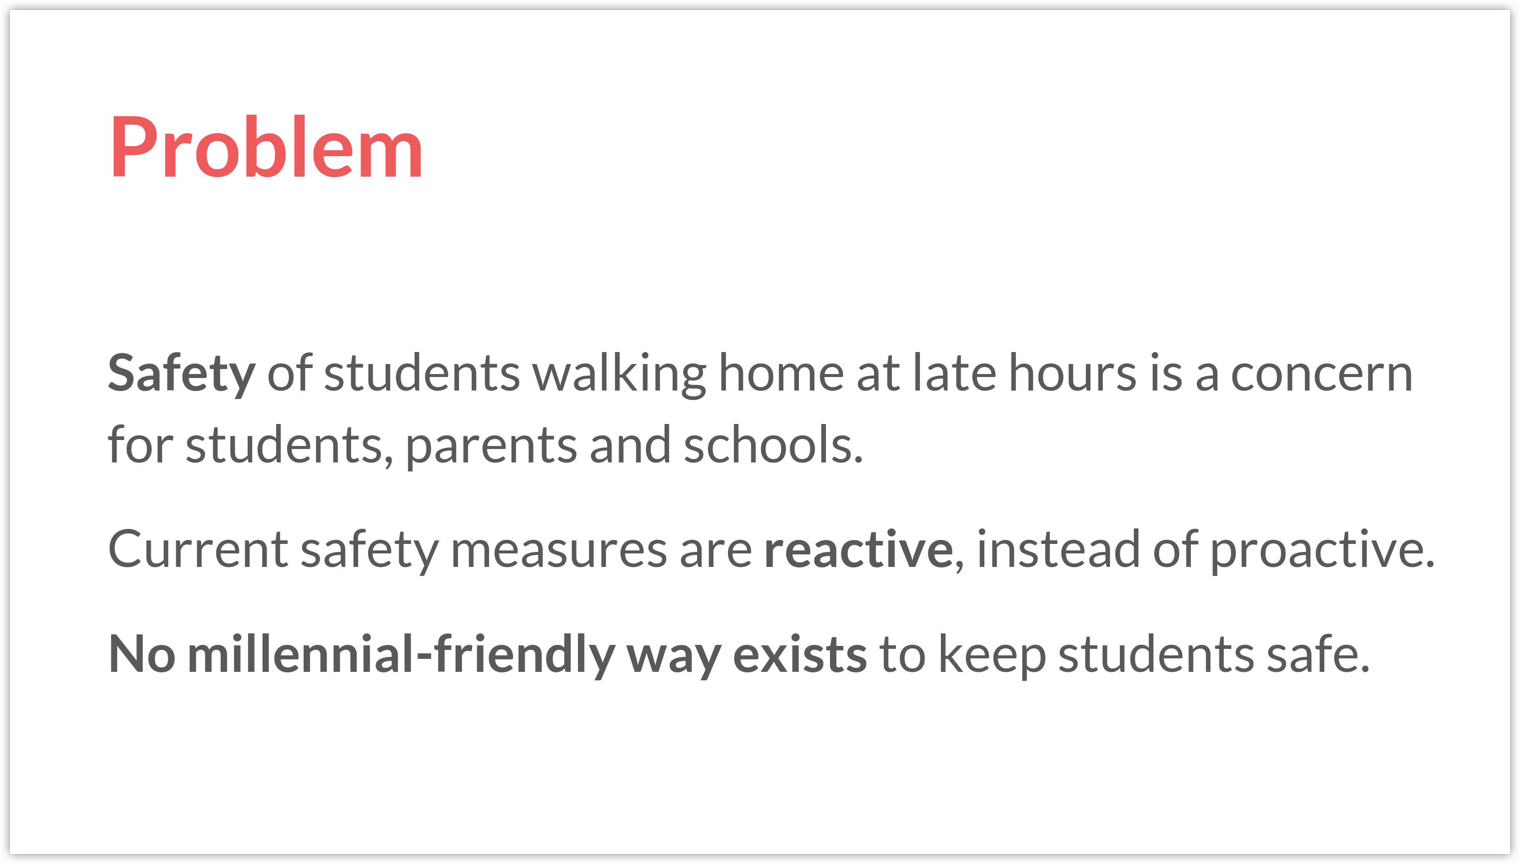 Problem
Safety of students walking home at late hours is a concern
for students, parents and schools.
Current safety measures are reactive, instead of proactive.
No millennial-friendly way exists to keep students safe.